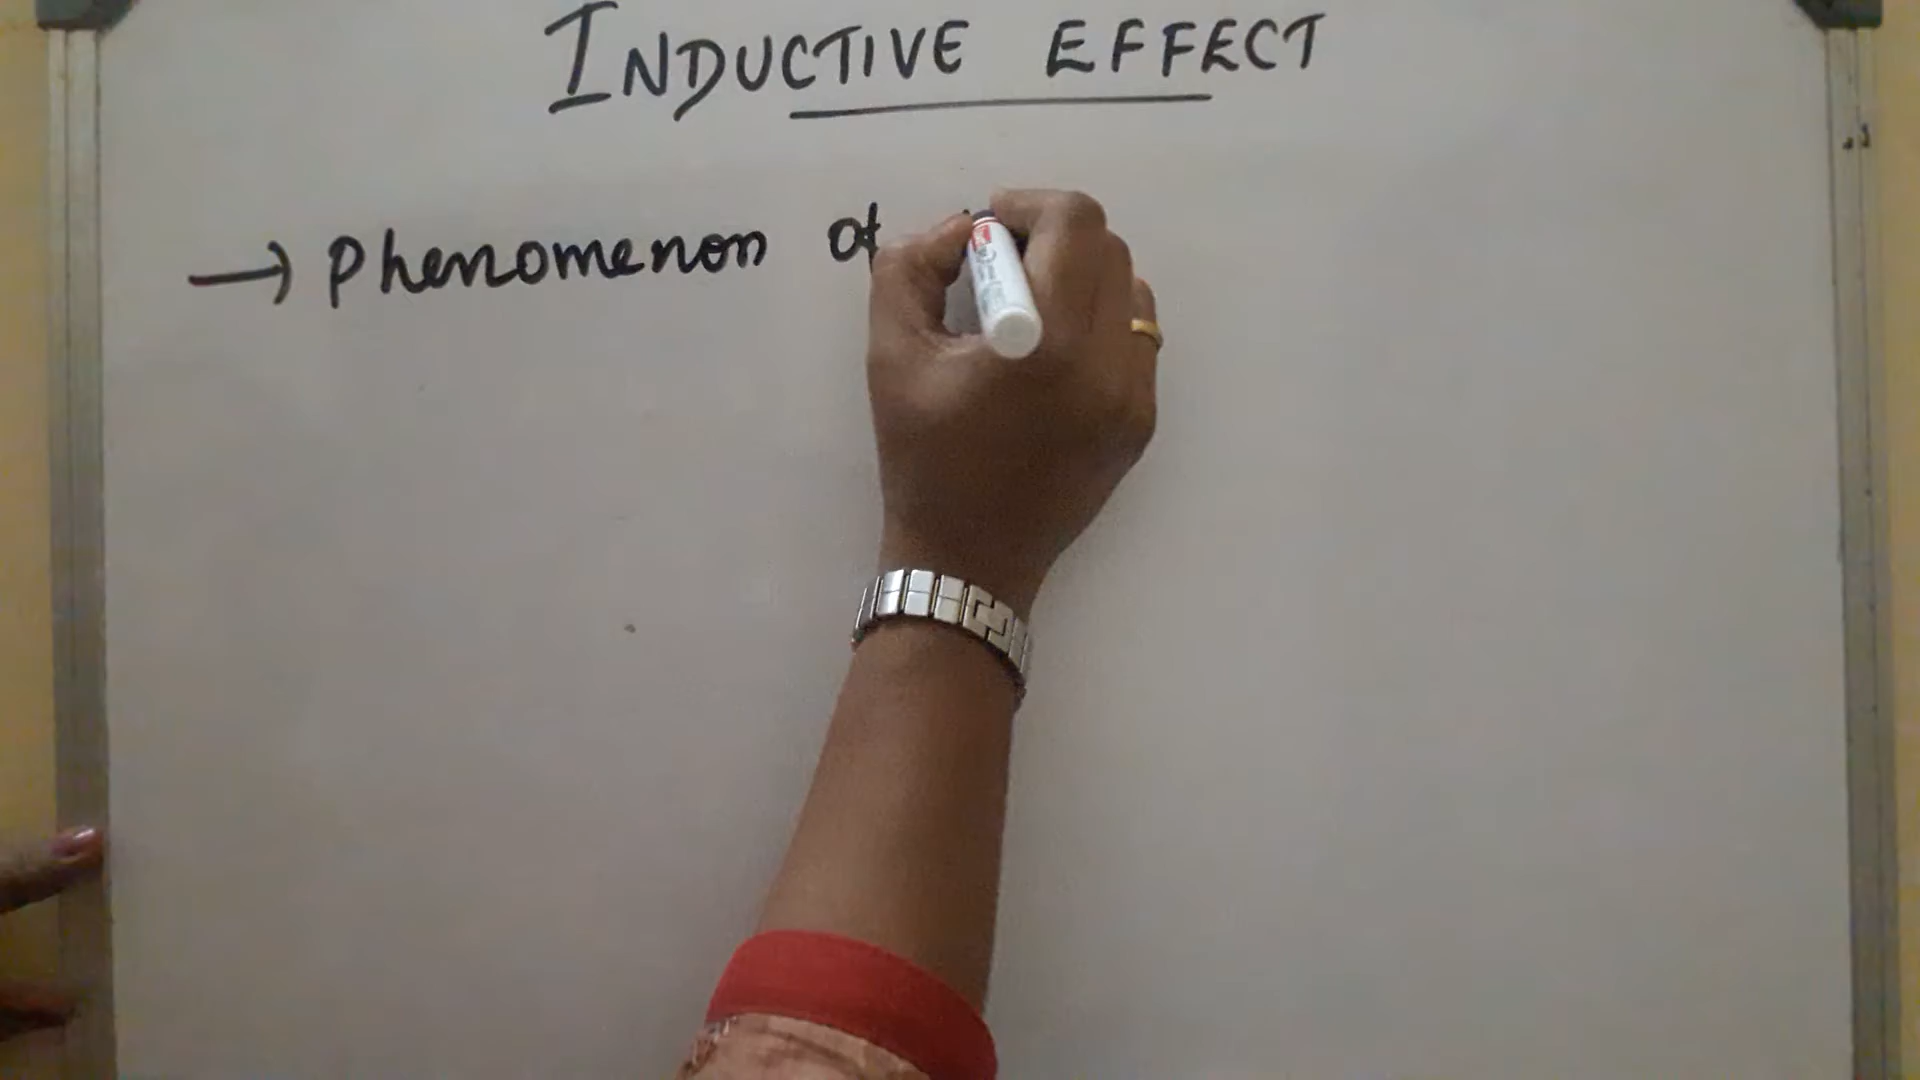 INDUCTIVE EFFECT
→ Phenomenon of